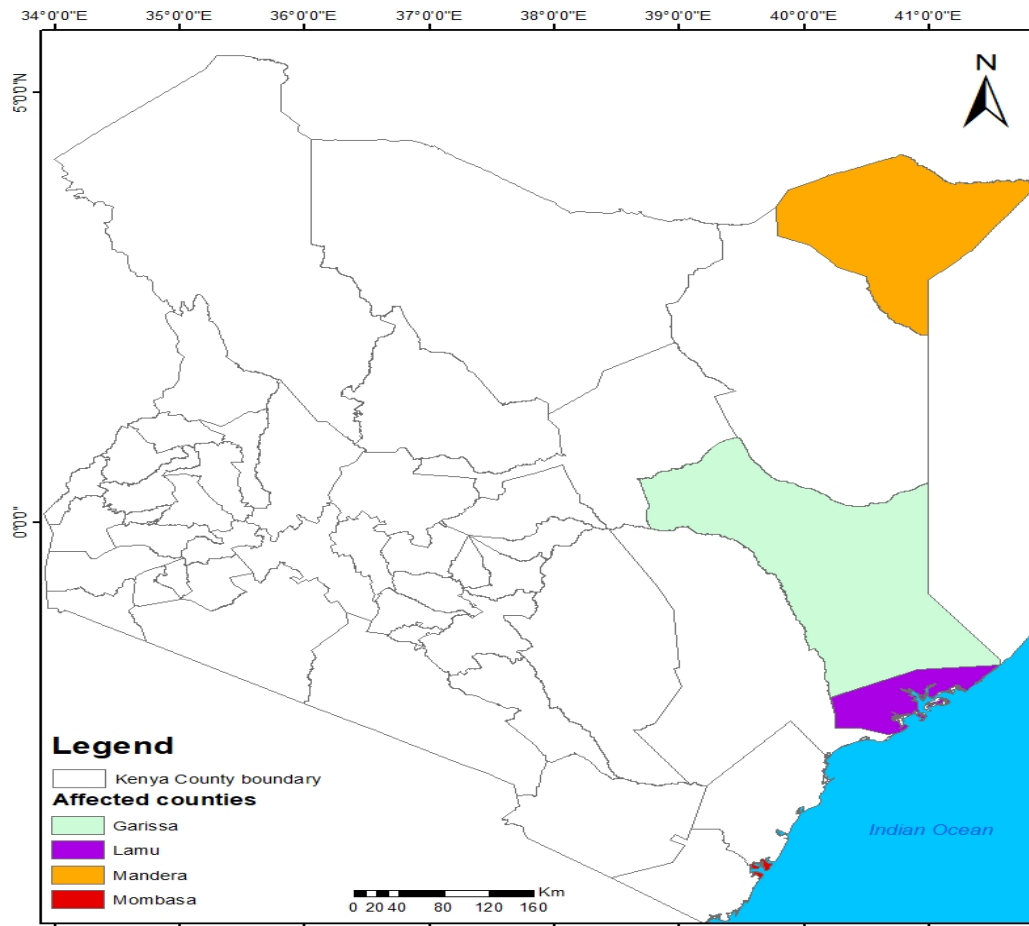 34°0'0"E 35°0'0"E 36°0'0"E 37°0'0"E 38°0'0"E 39°0'0"E 40°0'0"E 41°0'0"E
N
5°0'0"N
0°0'0"
Indian Ocean
Legend
Kenya County boundary
Affected counties
Garissa
Lamu
Mandera
Mombasa
Km
0 20 40 80 120 160